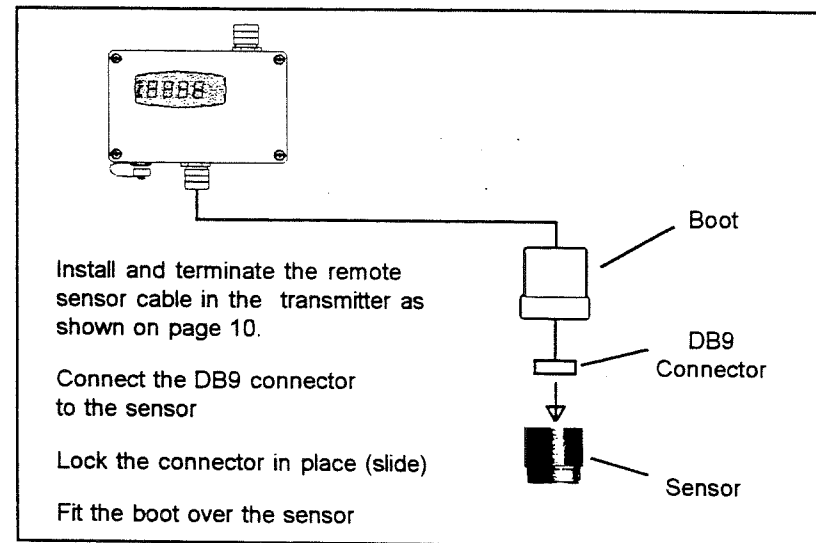 18888
Boot
Install and terminate the remote
sensor cable in the transmitter as
shown on page 10.
DB9
Connector
Connect the DB9 connector
to the sensor
Lock the connector in place (slide)
Sensor
Fit the boot over the sensor